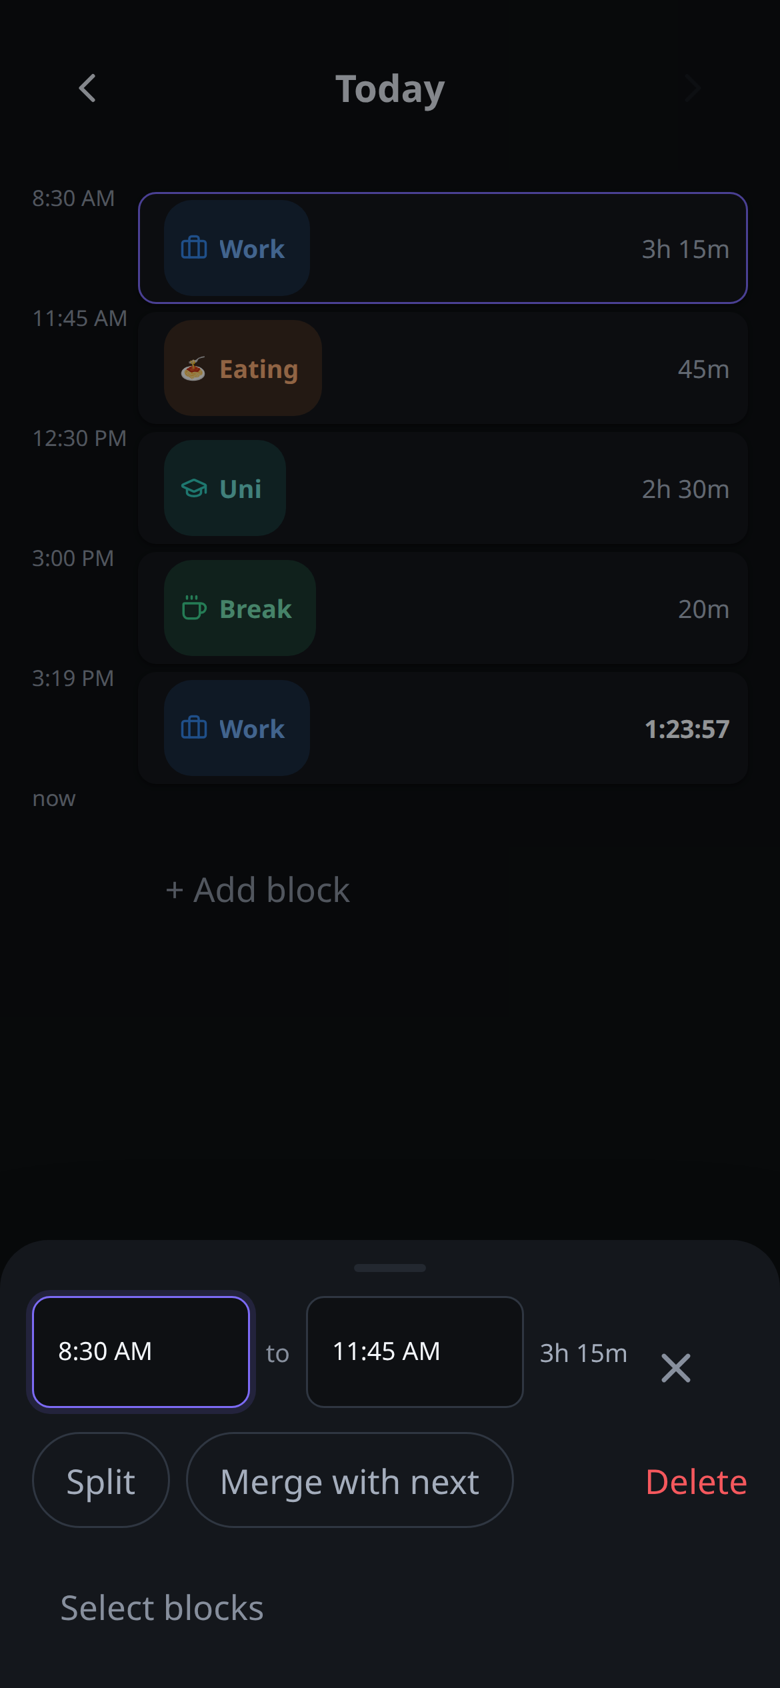 Today
8:30 AM
Work
3h 15m
11:45 AM
Eating
45m
12:30 PM
Uni
2h 30m
3:00 PM
Break
20m
3:19 PM
Work
1:23:57
now
+ Add block
8:30 AM to 11:45 AM 3h 15m
Split
Merge with next
Delete
Select blocks